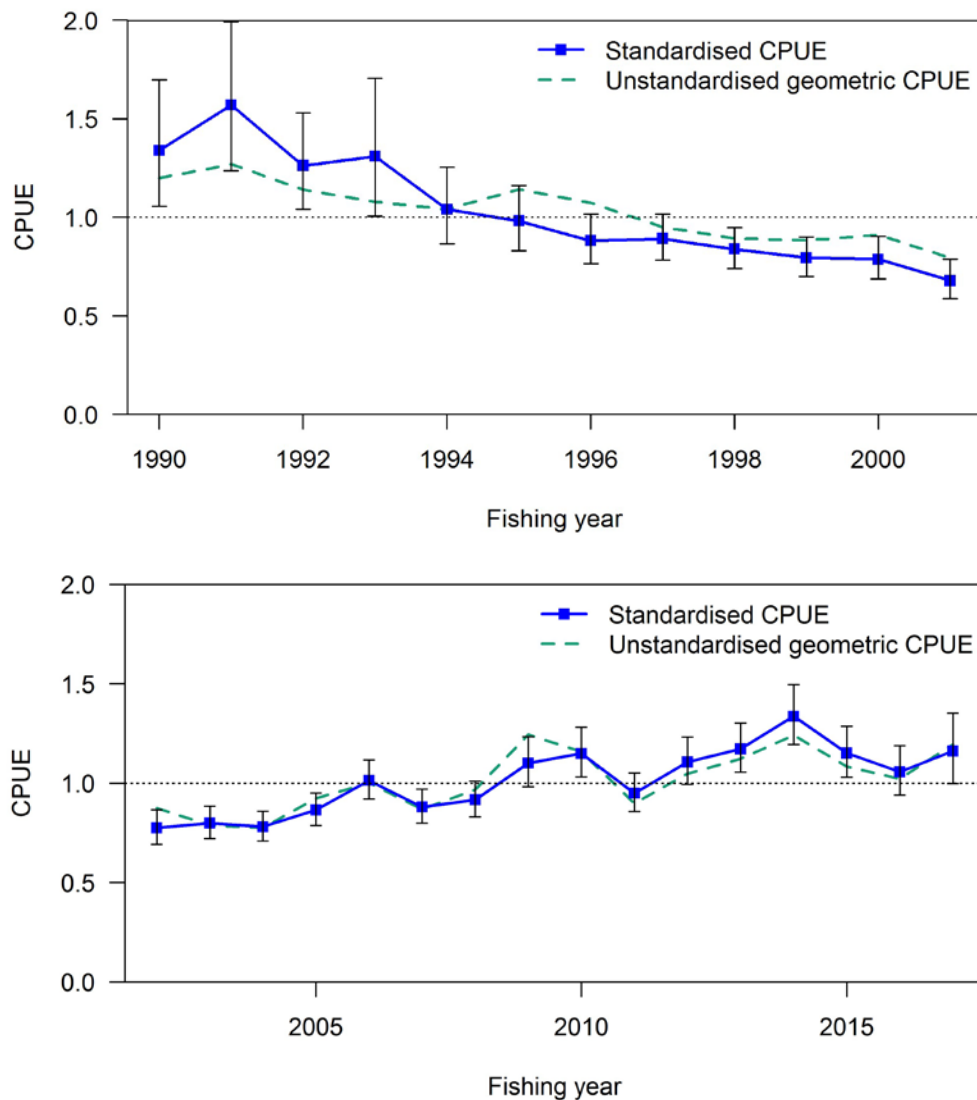 2.0
Standardised CPUE
Unstandardised geometric CPUE
1.5
CPUE
1.0
0.5
0.0
1990 1992 1994 1996 1998 2000
Fishing year
2.0
Standardised CPUE
Unstandardised geometric CPUE
1.5
CPUE
1.0
0.5
0.0
2005 2010 2015
Fishing year